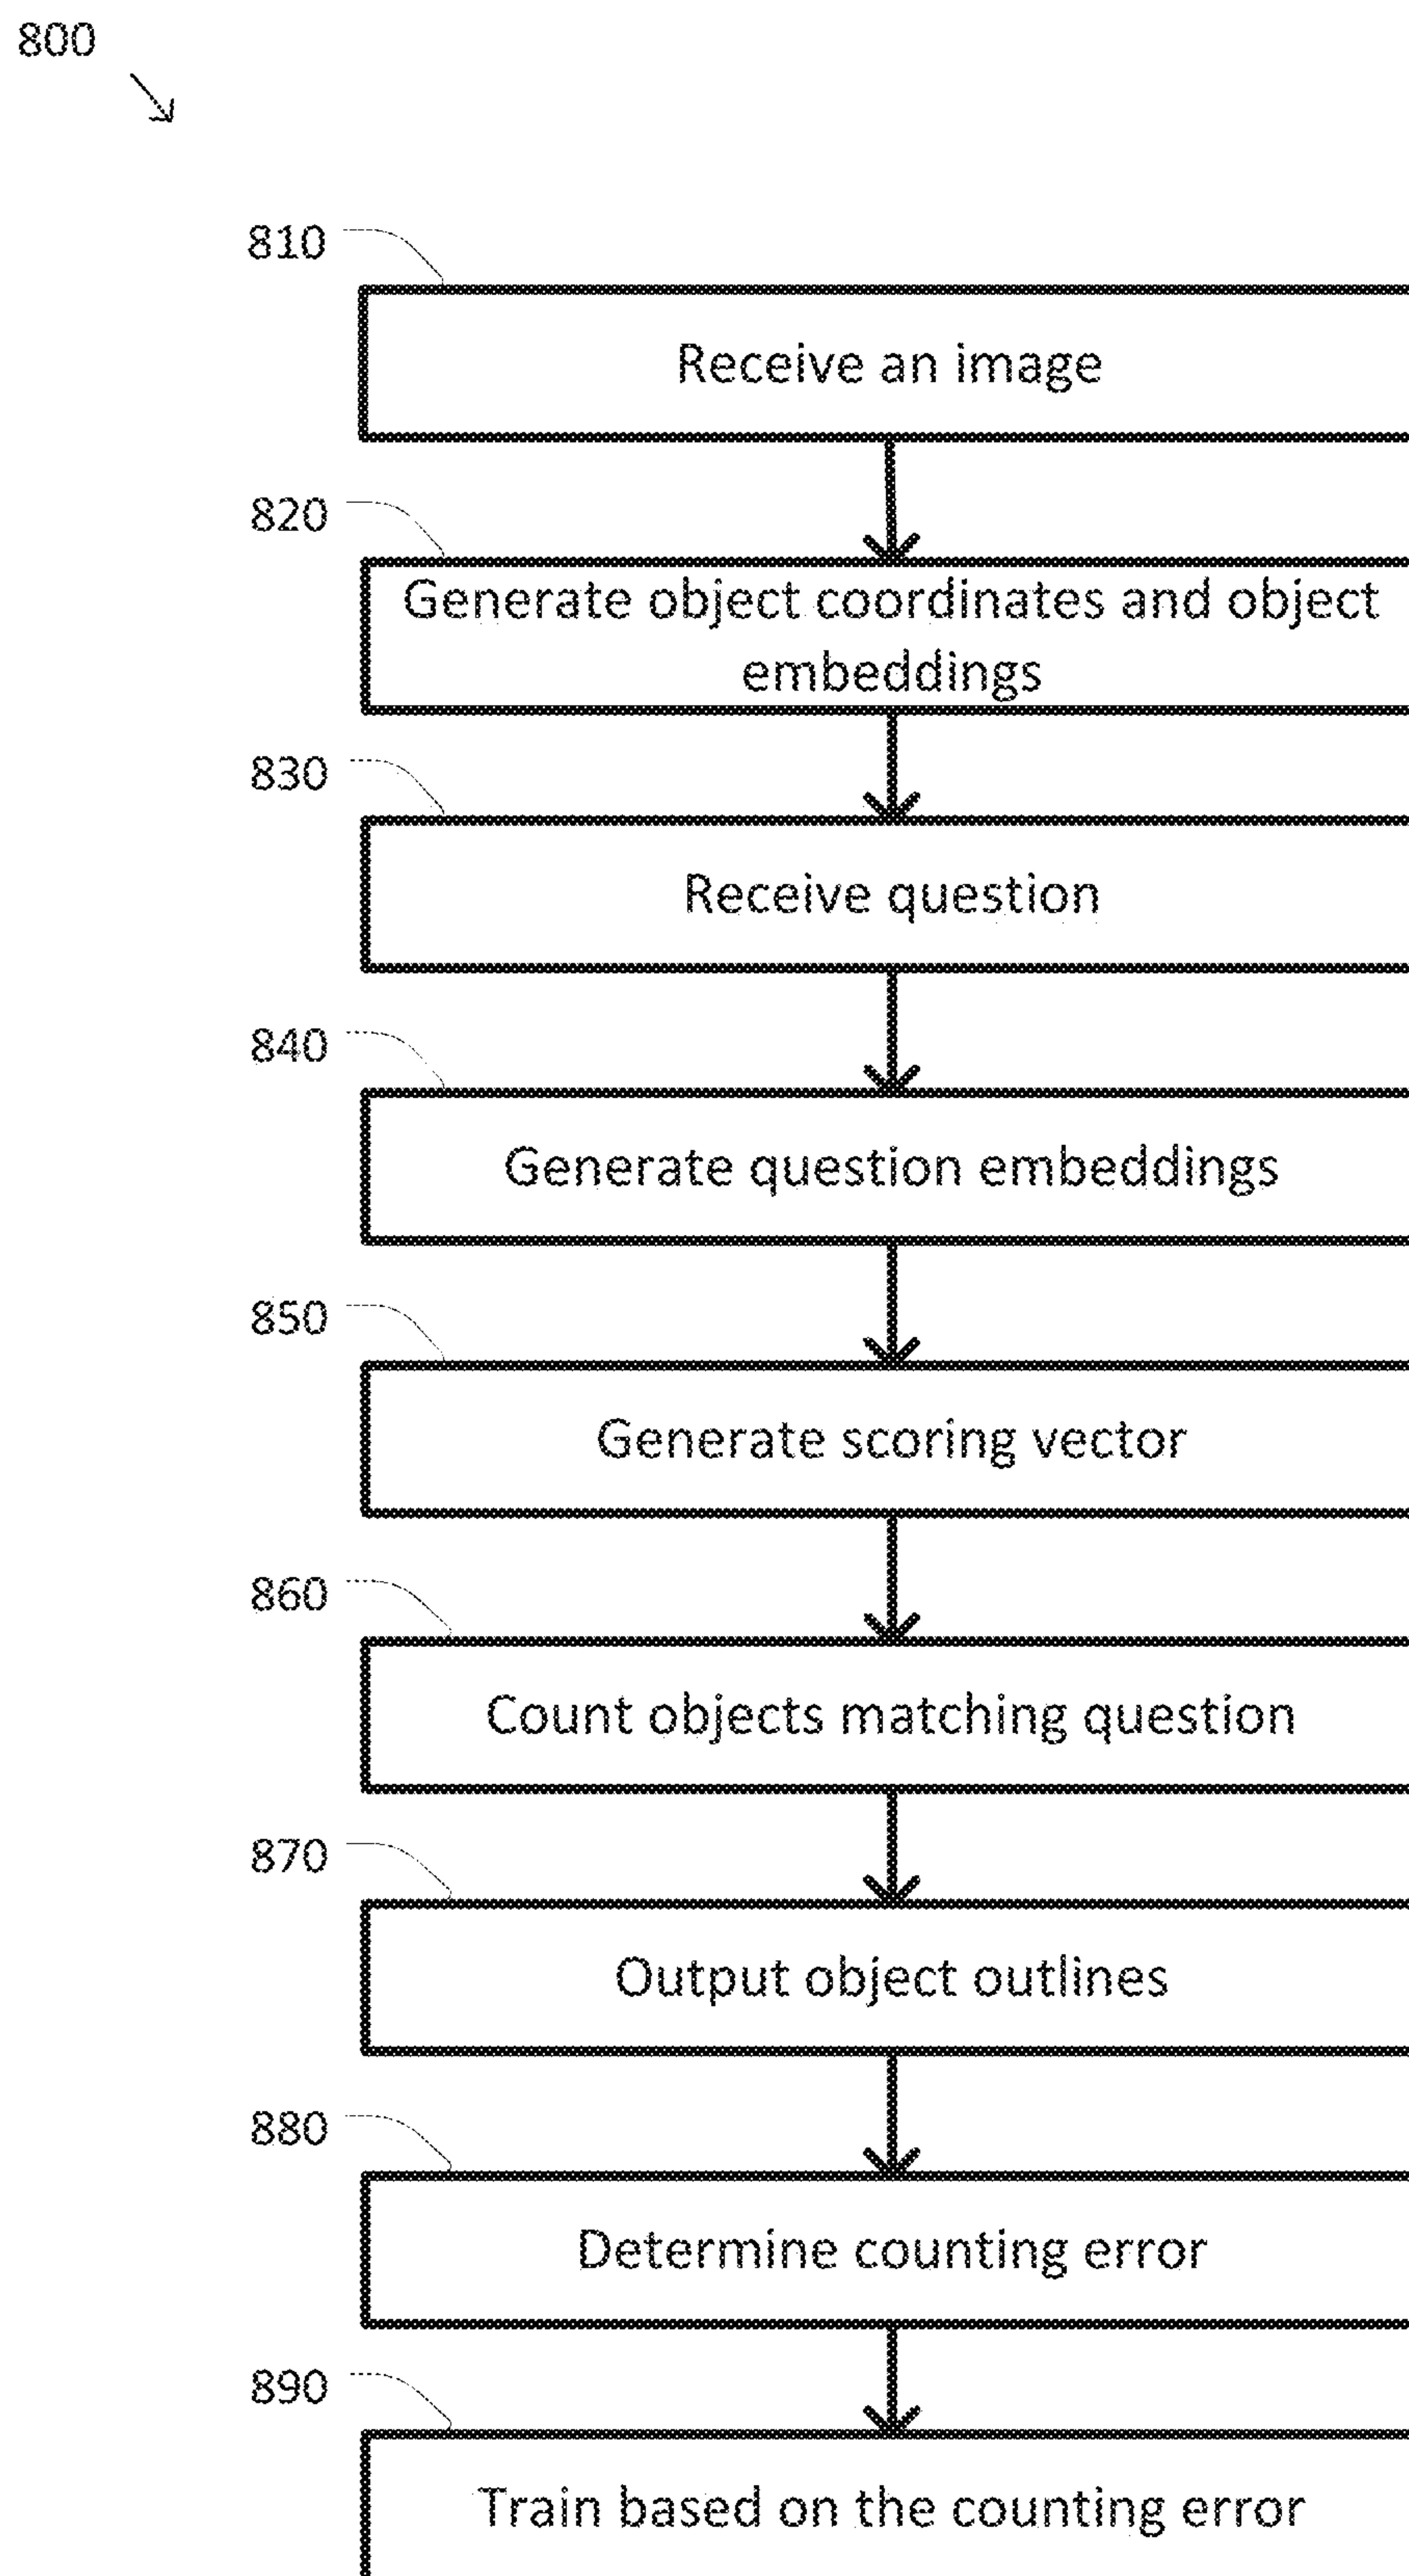 800
810
Receive an image
820
Generate object coordinates and object
embeddings
830
Receive question
840
Generate question embeddings
850
Generate scoring vector
860
Count objects matching question
870
Output object outlines
880
Determine counting error
890
Train based on the counting error